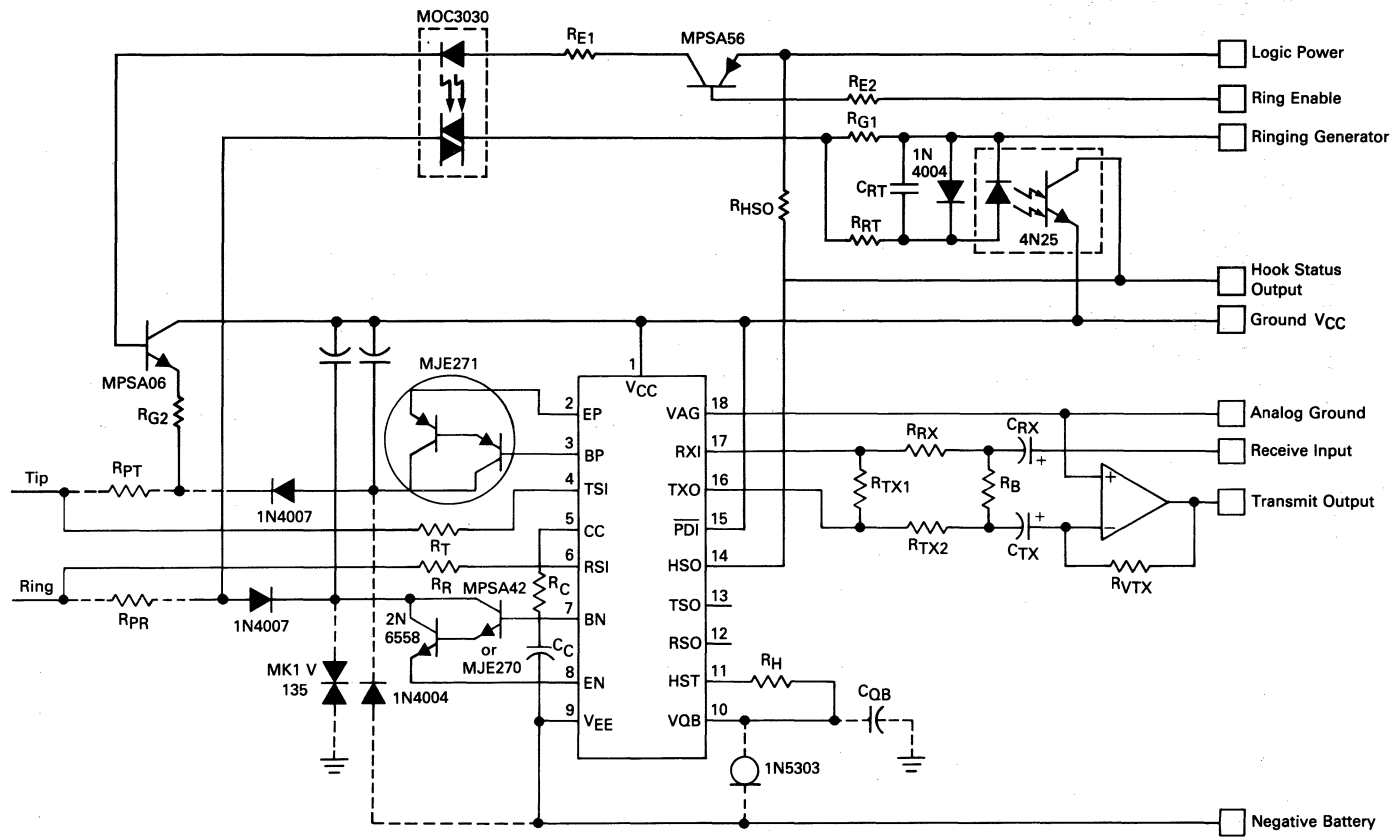 MOC3030
RE1
MPSA56
Logic Power
RE2
Ring Enable
RG1
Ringing Generator
1N
4004
CRT
RHSO
RRT
4N25
Hook Status
Output
Ground VCC
MPSA06
MJE271
1
VCC
RG2
2
EP
VAG
18
Analog Ground
3
BP
RXI
17
RRX
CRX
+
Receive Input
Tip
RPT
1N4007
4
TSI
TXO
16
RTX1
RB
+
Transmit Output
RT
5
CC
PDI
15
RTX2
CTX
+
−
RVTX
RR
6
RSI
HSO
14
Ring
RPR
1N4007
MPSA42
RC
TSO
13
2N
6558
or
MJE270
7
BN
RSO
12
CC
MK1 V
135
1N4004
8
EN
HST
11
RH
9
VEE
VQB
10
CQB
1N5303
Negative Battery